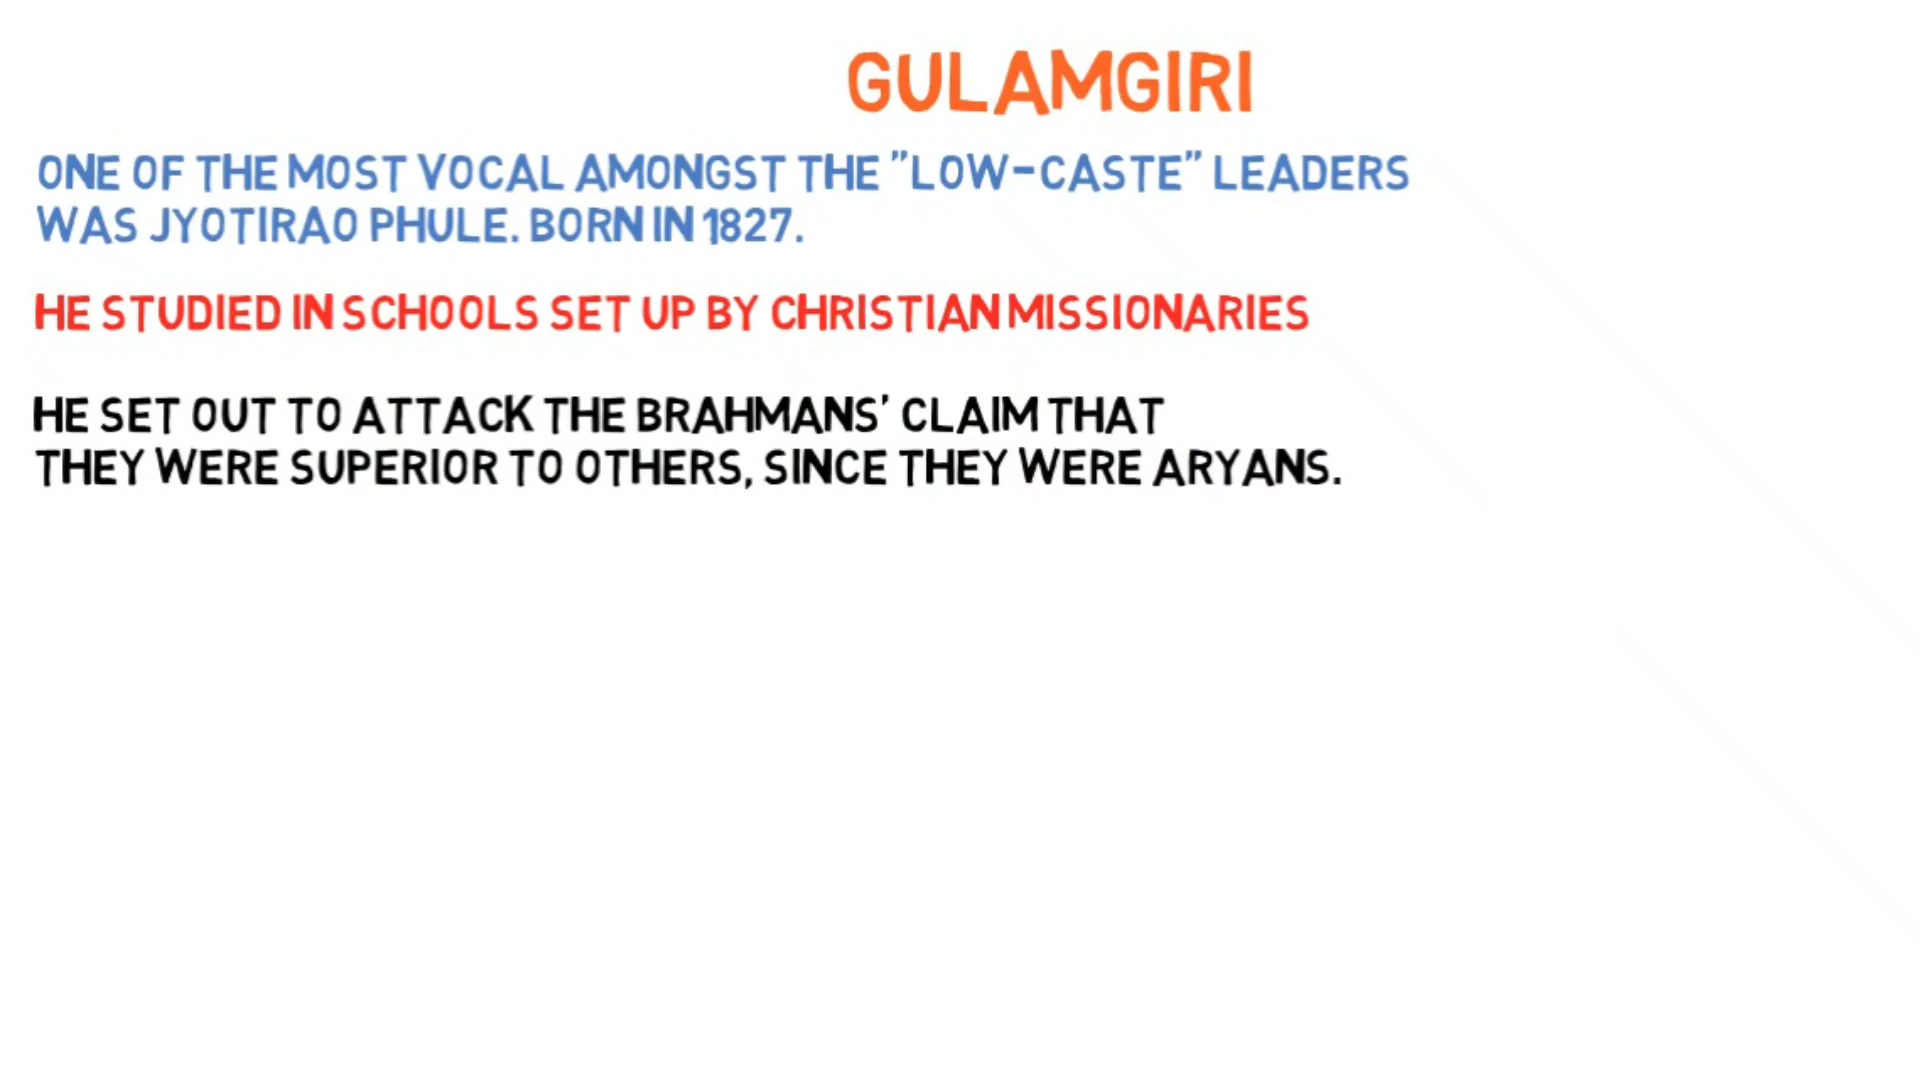 GULAMGIRI
ONE OF THE MOST VOCAL AMONGST THE "LOW-CASTE" LEADERS
WAS JYOTIRAO PHULE. BORN IN 1827.
HE STUDIED IN SCHOOLS SET UP BY CHRISTIAN MISSIONARIES
HE SET OUT TO ATTACK THE BRAHMANS' CLAIM THAT
THEY WERE SUPERIOR TO OTHERS, SINCE THEY WERE ARYANS.